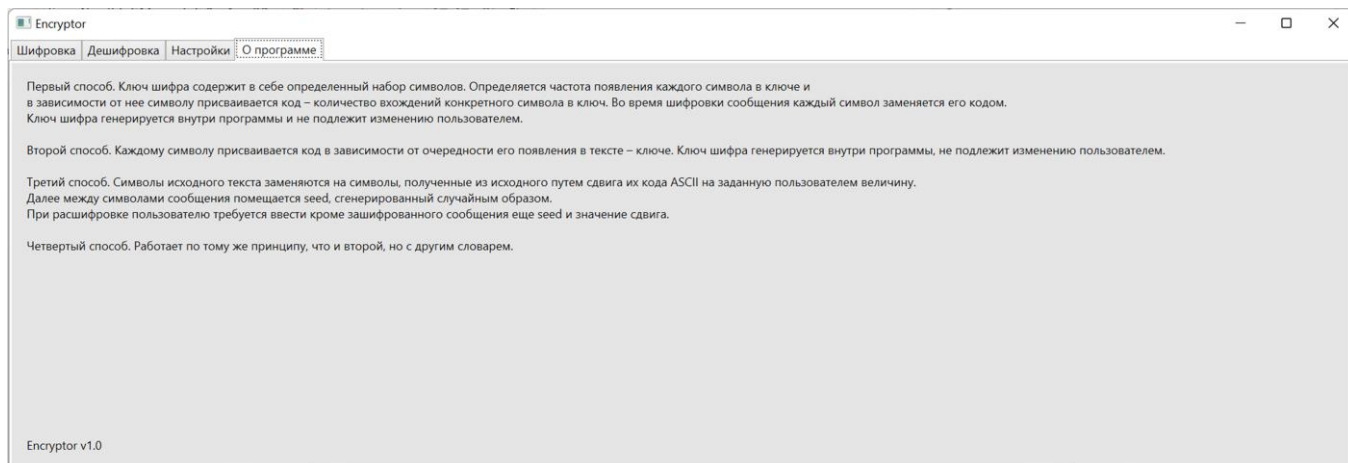 Encryptor
Шифровка Дешифровка Настройки О программе
Первый способ. Ключ шифра содержит в себе определенный набор символов. Определяется частота появления каждого символа в ключе и
в зависимости от нее символу присваивается код – количество вхождений конкретного символа в ключ. Во время шифровки сообщения каждый символ заменяется его кодом.
Ключ шифра генерируется внутри программы и не подлежит изменению пользователем.
Второй способ. Каждому символу присваивается код в зависимости от очередности его появления в тексте – ключе. Ключ шифра генерируется внутри программы, не подлежит изменению пользователем.
Третий способ. Символы исходного текста заменяются на символы, полученные из исходного путем сдвига их кода ASCII на заданную пользователем величину.
Далее между символами сообщения помещается seed, сгенерированный случайным образом.
При расшифровке пользователю требуется ввести кроме зашифрованного сообщения еще seed и значение сдвига.
Четвертый способ. Работает по тому же принципу, что и второй, но с другим словарем.
Encryptor v1.0